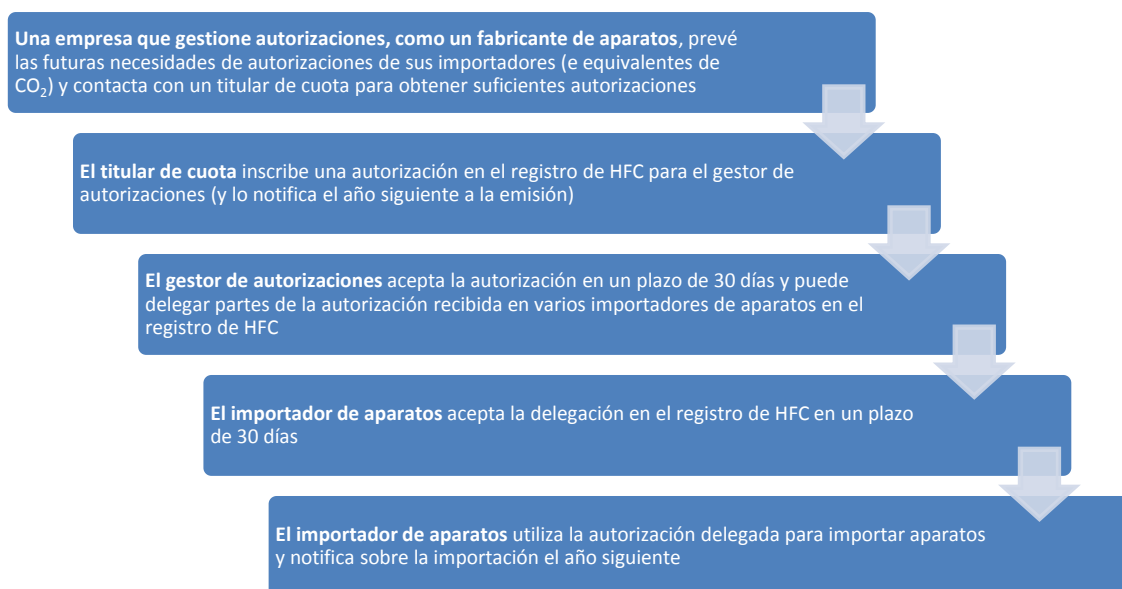 Una empresa que gestione autorizaciones, como un fabricante de aparatos, prevé
las futuras necesidades de autorizaciones de sus importadores (e equivalentes de
CO₂) y contacta con un titular de cuota para obtener suficientes autorizaciones
El titular de cuota inscribe una autorización en el registro de HFC para el gestor de
autorizaciones (y lo notifica el año siguiente a la emisión)
El gestor de autorizaciones acepta la autorización en un plazo de 30 días y puede
delegar partes de la autorización recibida en varios importadores de aparatos en el
registro de HFC
El importador de aparatos acepta la delegación en el registro de HFC en un plazo
de 30 días
El importador de aparatos utiliza la autorización delegada para importar aparatos
y notifica sobre la importación el año siguiente